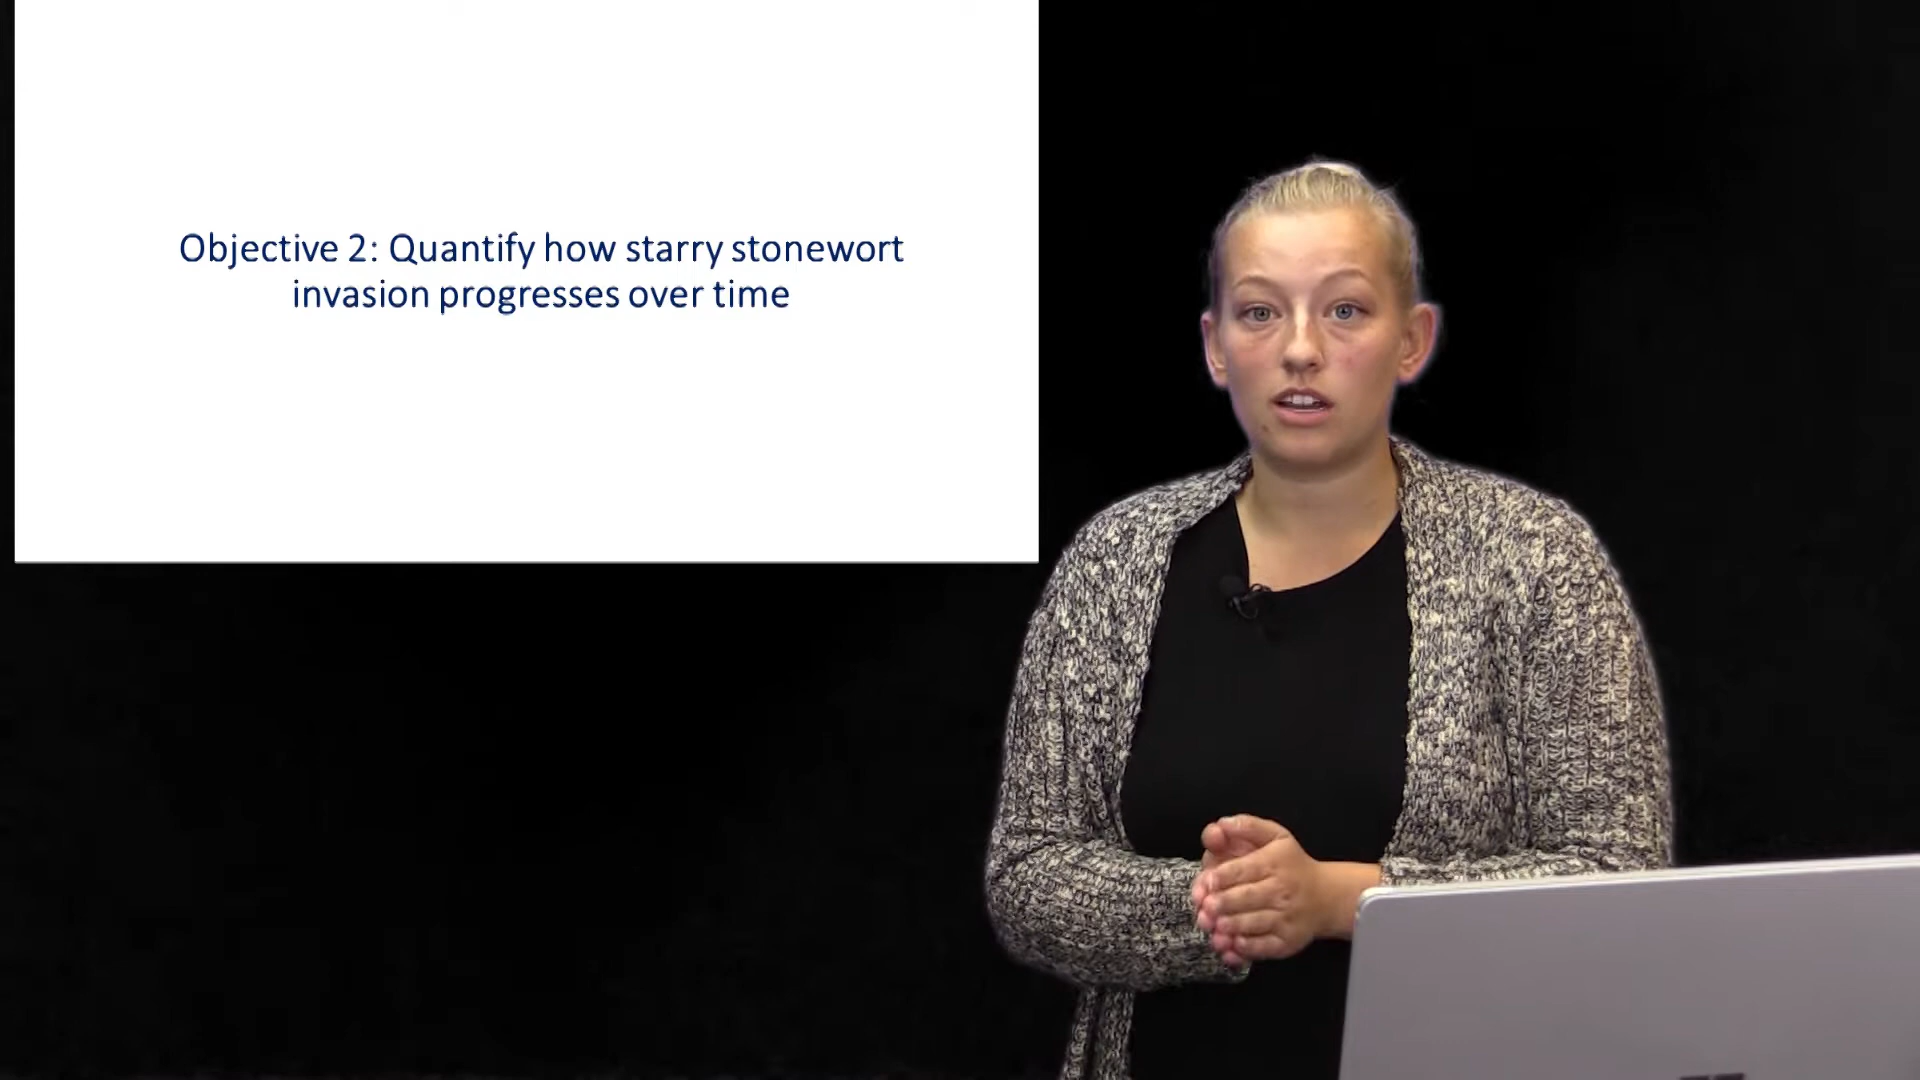 Objective 2: Quantify how starry stonewort
invasion progresses over time